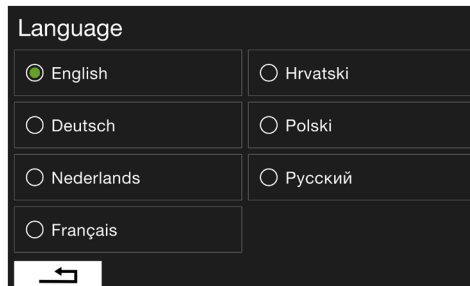 Language
English
Hrvatski
Deutsch
Polski
Nederlands
Русский
Français